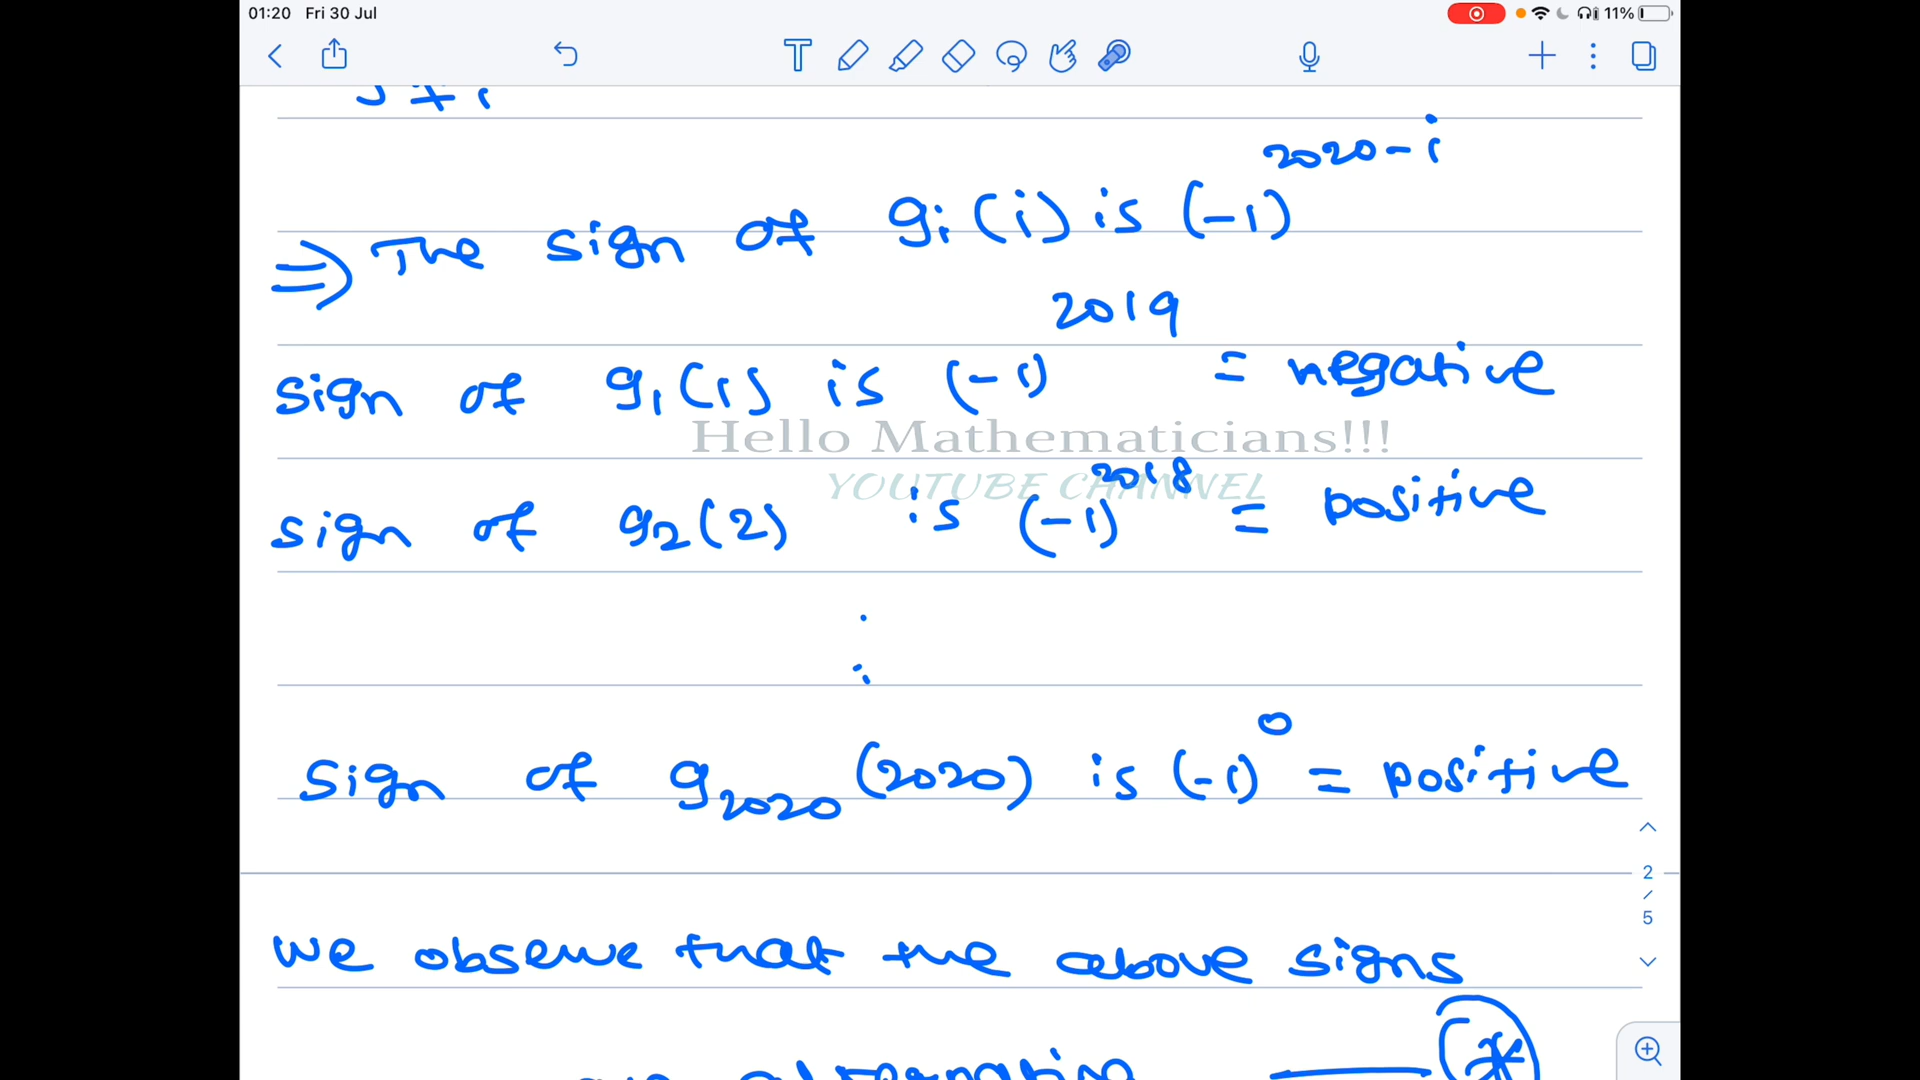 01:20 Fri 30 Jul 11%
j ≠ i
⇒ The sign of gᵢ(i) is (-1)^2020-i
sign of g₁(1) is (-1)^2019 = negative
Hello Mathematicians!!!
YOUTUBE CHANNEL
sign of g₂(2) is (-1)^2018 = positive
⋮
sign of g₂₀₂₀(2020) is (-1)^0 = positive
2 / 5
we observe that the above signs
are alternating — (*)